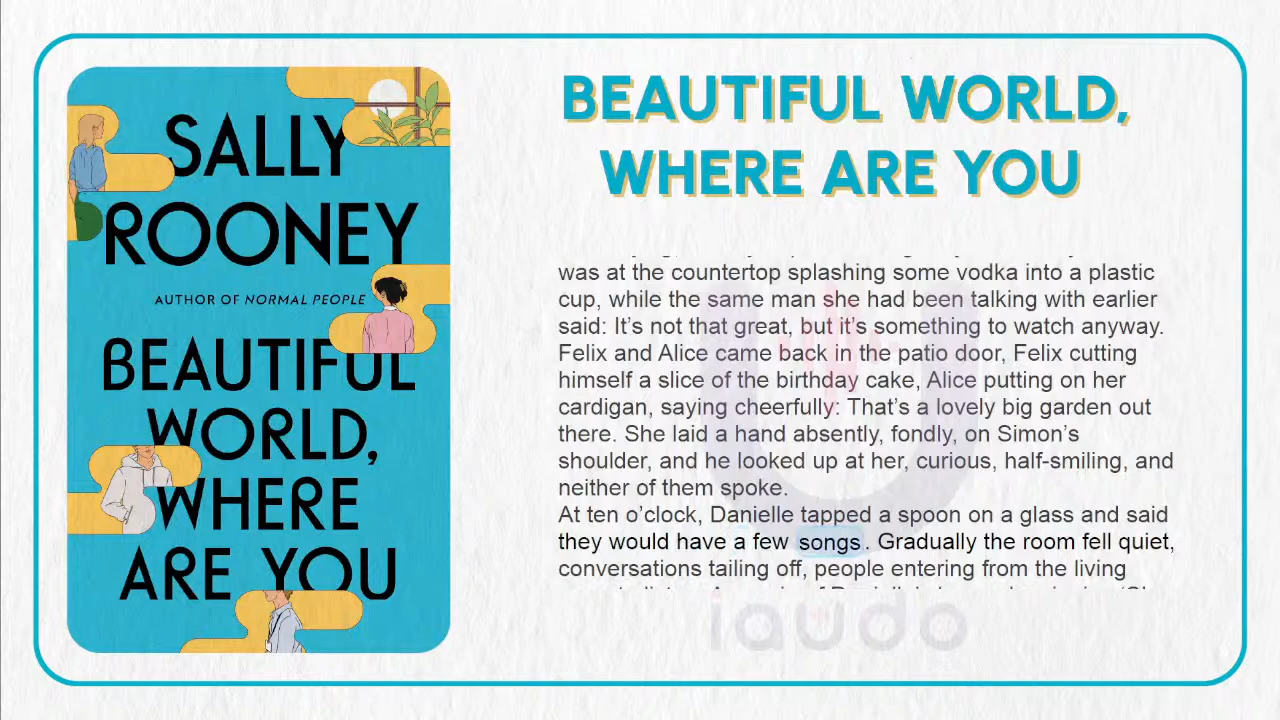 SALLY
ROONEY
AUTHOR OF NORMAL PEOPLE
BEAUTIFUL
WORLD,
WHERE
ARE YOU
BEAUTIFUL WORLD,
WHERE ARE YOU
was at the countertop splashing some vodka into a plastic
cup, while the same man she had been talking with earlier
said: It’s not that great, but it’s something to watch anyway.
Felix and Alice came back in the patio door, Felix cutting
himself a slice of the birthday cake, Alice putting on her
cardigan, saying cheerfully: That’s a lovely big garden out
there. She laid a hand absently, fondly, on Simon’s
shoulder, and he looked up at her, curious, half-smiling, and
neither of them spoke.
At ten o’clock, Danielle tapped a spoon on a glass and said
they would have a few songs. Gradually the room fell quiet,
conversations tailing off, people entering from the living
iaudo